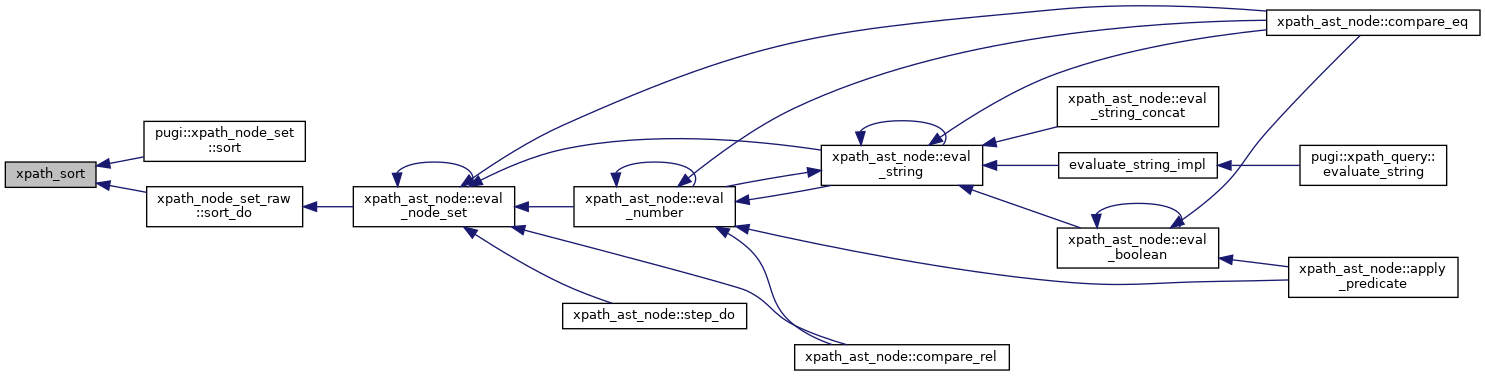 xpath_sort
pugi::xpath_node_set
::sort
xpath_node_set_raw
::sort_do
xpath_ast_node::eval
_node_set
xpath_ast_node::eval
_number
xpath_ast_node::eval
_string
xpath_ast_node::compare_eq
xpath_ast_node::eval
_string_concat
evaluate_string_impl
pugi::xpath_query::
evaluate_string
xpath_ast_node::eval
_boolean
xpath_ast_node::apply
_predicate
xpath_ast_node::step_do
xpath_ast_node::compare_rel